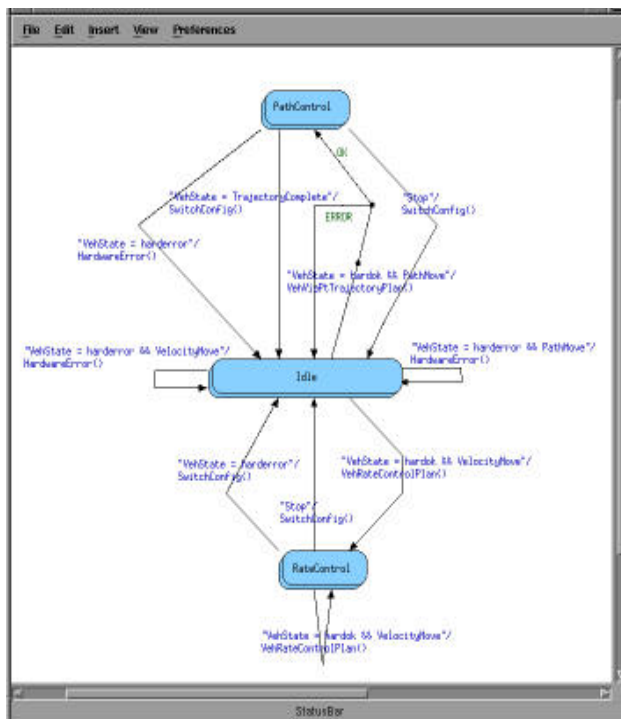 File Edit Insert View Preferences
PathControl
OK
"VehState = TrajectoryComplete"/
SwitchConfig()
"Stop"/
SwitchConfig()
ERROR
"VehState = harderror"/
HardwareError()
"VehState = hardok && PathMove"/
VehViaPtTrajectoryPlan()
"VehState = harderror && VelocityMove"/
HardwareError()
"VehState = harderror && PathMove"/
HardwareError()
Idle
"VehState = harderror"/
SwitchConfig()
"VehState = hardok && VelocityMove"/
VehRateControlPlan()
"Stop"/
SwitchConfig()
RateControl
"VehState = hardok && VelocityMove"/
VehRateControlPlan()
StatusBar